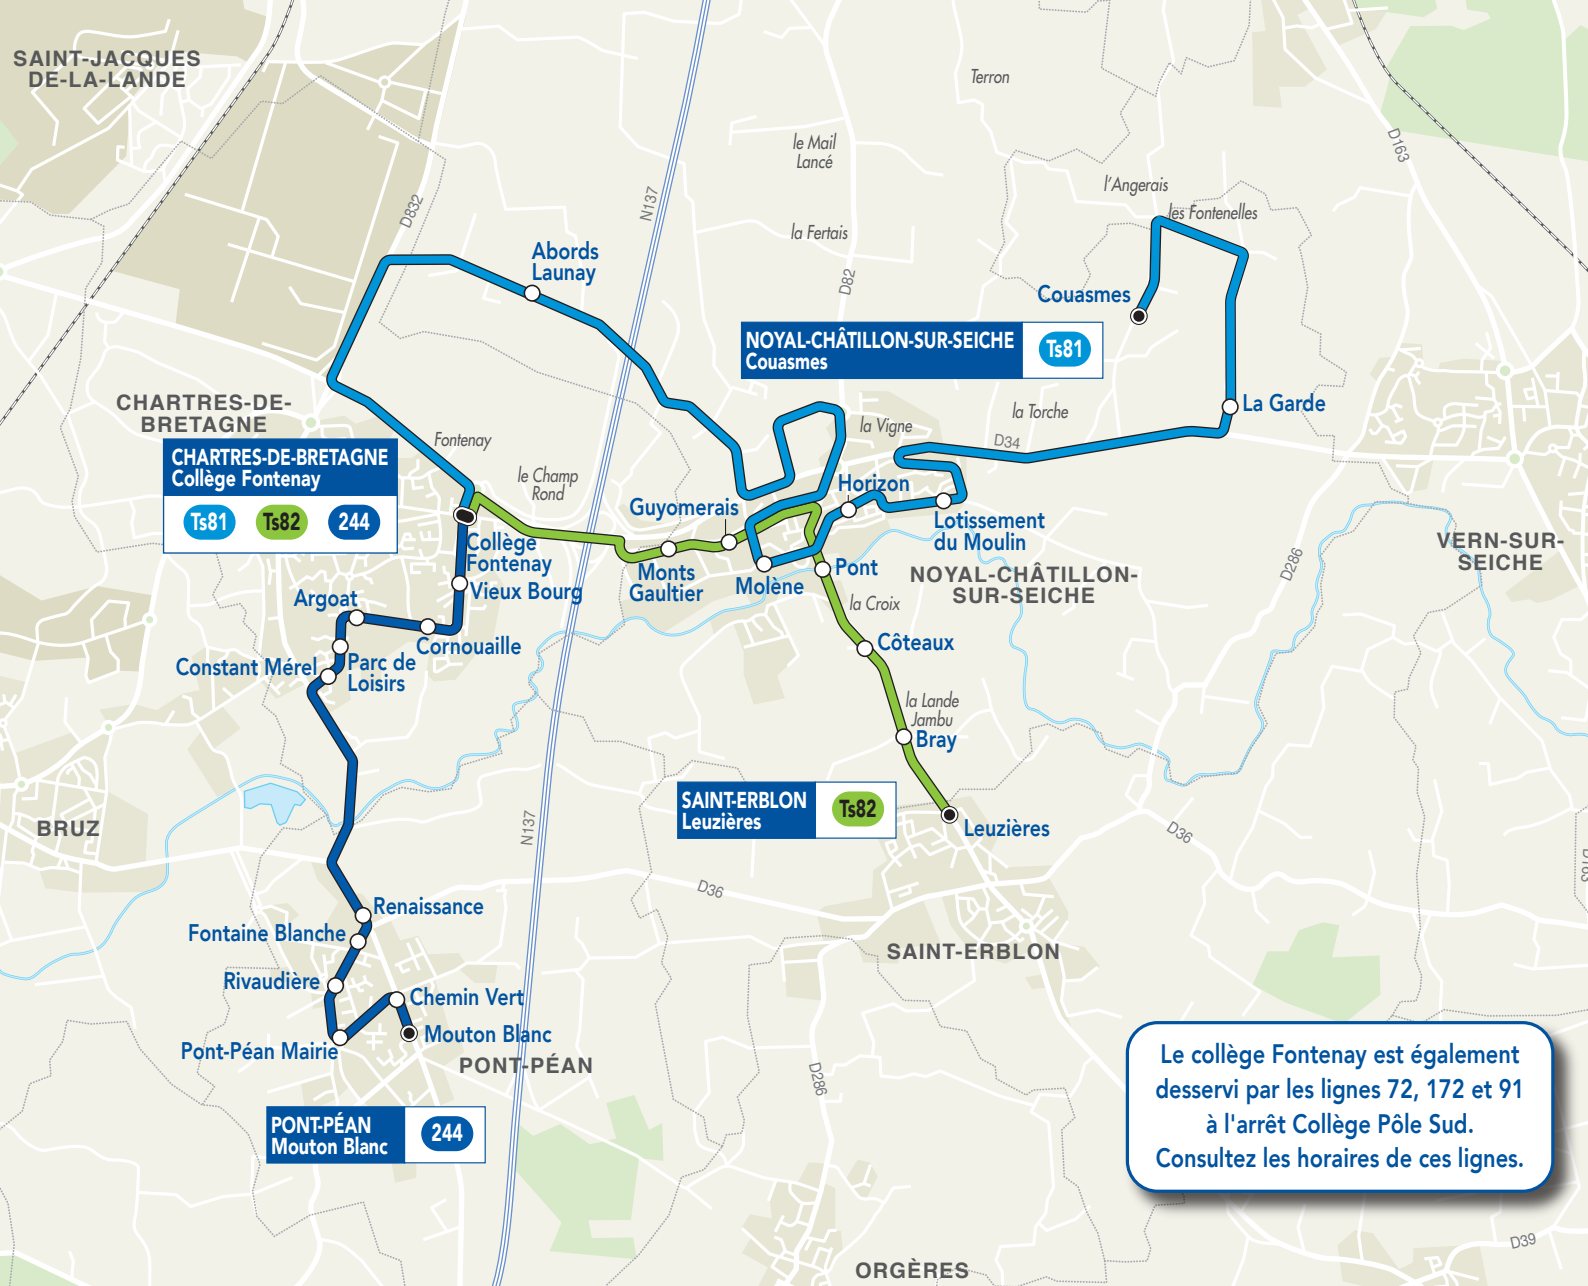 SAINT-JACQUES
DE-LA-LANDE
Terron
le Mail
Lancé
D163
l'Angerais
les Fontenelles
N137
D832
la Fertais
Abords
Launay
D82
Couasmes
NOYAL-CHÂTILLON-SUR-SEICHE
Couasmes
Ts81
CHARTRES-DE-
BRETAGNE
La Garde
la Torche
la Vigne
D34
Fontenay
CHARTRES-DE-BRETAGNE
Collège Fontenay
Ts81
Ts82
244
le Champ
Rond
Horizon
Guyomerais
Lotissement
du Moulin
Collège
Fontenay
VERN-SUR-
SEICHE
D286
Monts
Gaultier
Molène
Pont
NOYAL-CHÂTILLON-
SUR-SEICHE
Vieux Bourg
Argoat
la Croix
Cornouaille
Côteaux
Constant Mérel
Parc de
Loisirs
la Lande
Jambu
Bray
SAINT-ERBLON
Leuzières
Ts82
Leuzières
BRUZ
N137
D36
D163
D36
Renaissance
Fontaine Blanche
SAINT-ERBLON
Rivaudière
Chemin Vert
Mouton Blanc
Pont-Péan Mairie
PONT-PÉAN
D286
Le collège Fontenay est également
desservi par les lignes 72, 172 et 91
à l'arrêt Collège Pôle Sud.
Consultez les horaires de ces lignes.
PONT-PÉAN
Mouton Blanc
244
D39
ORGÈRES